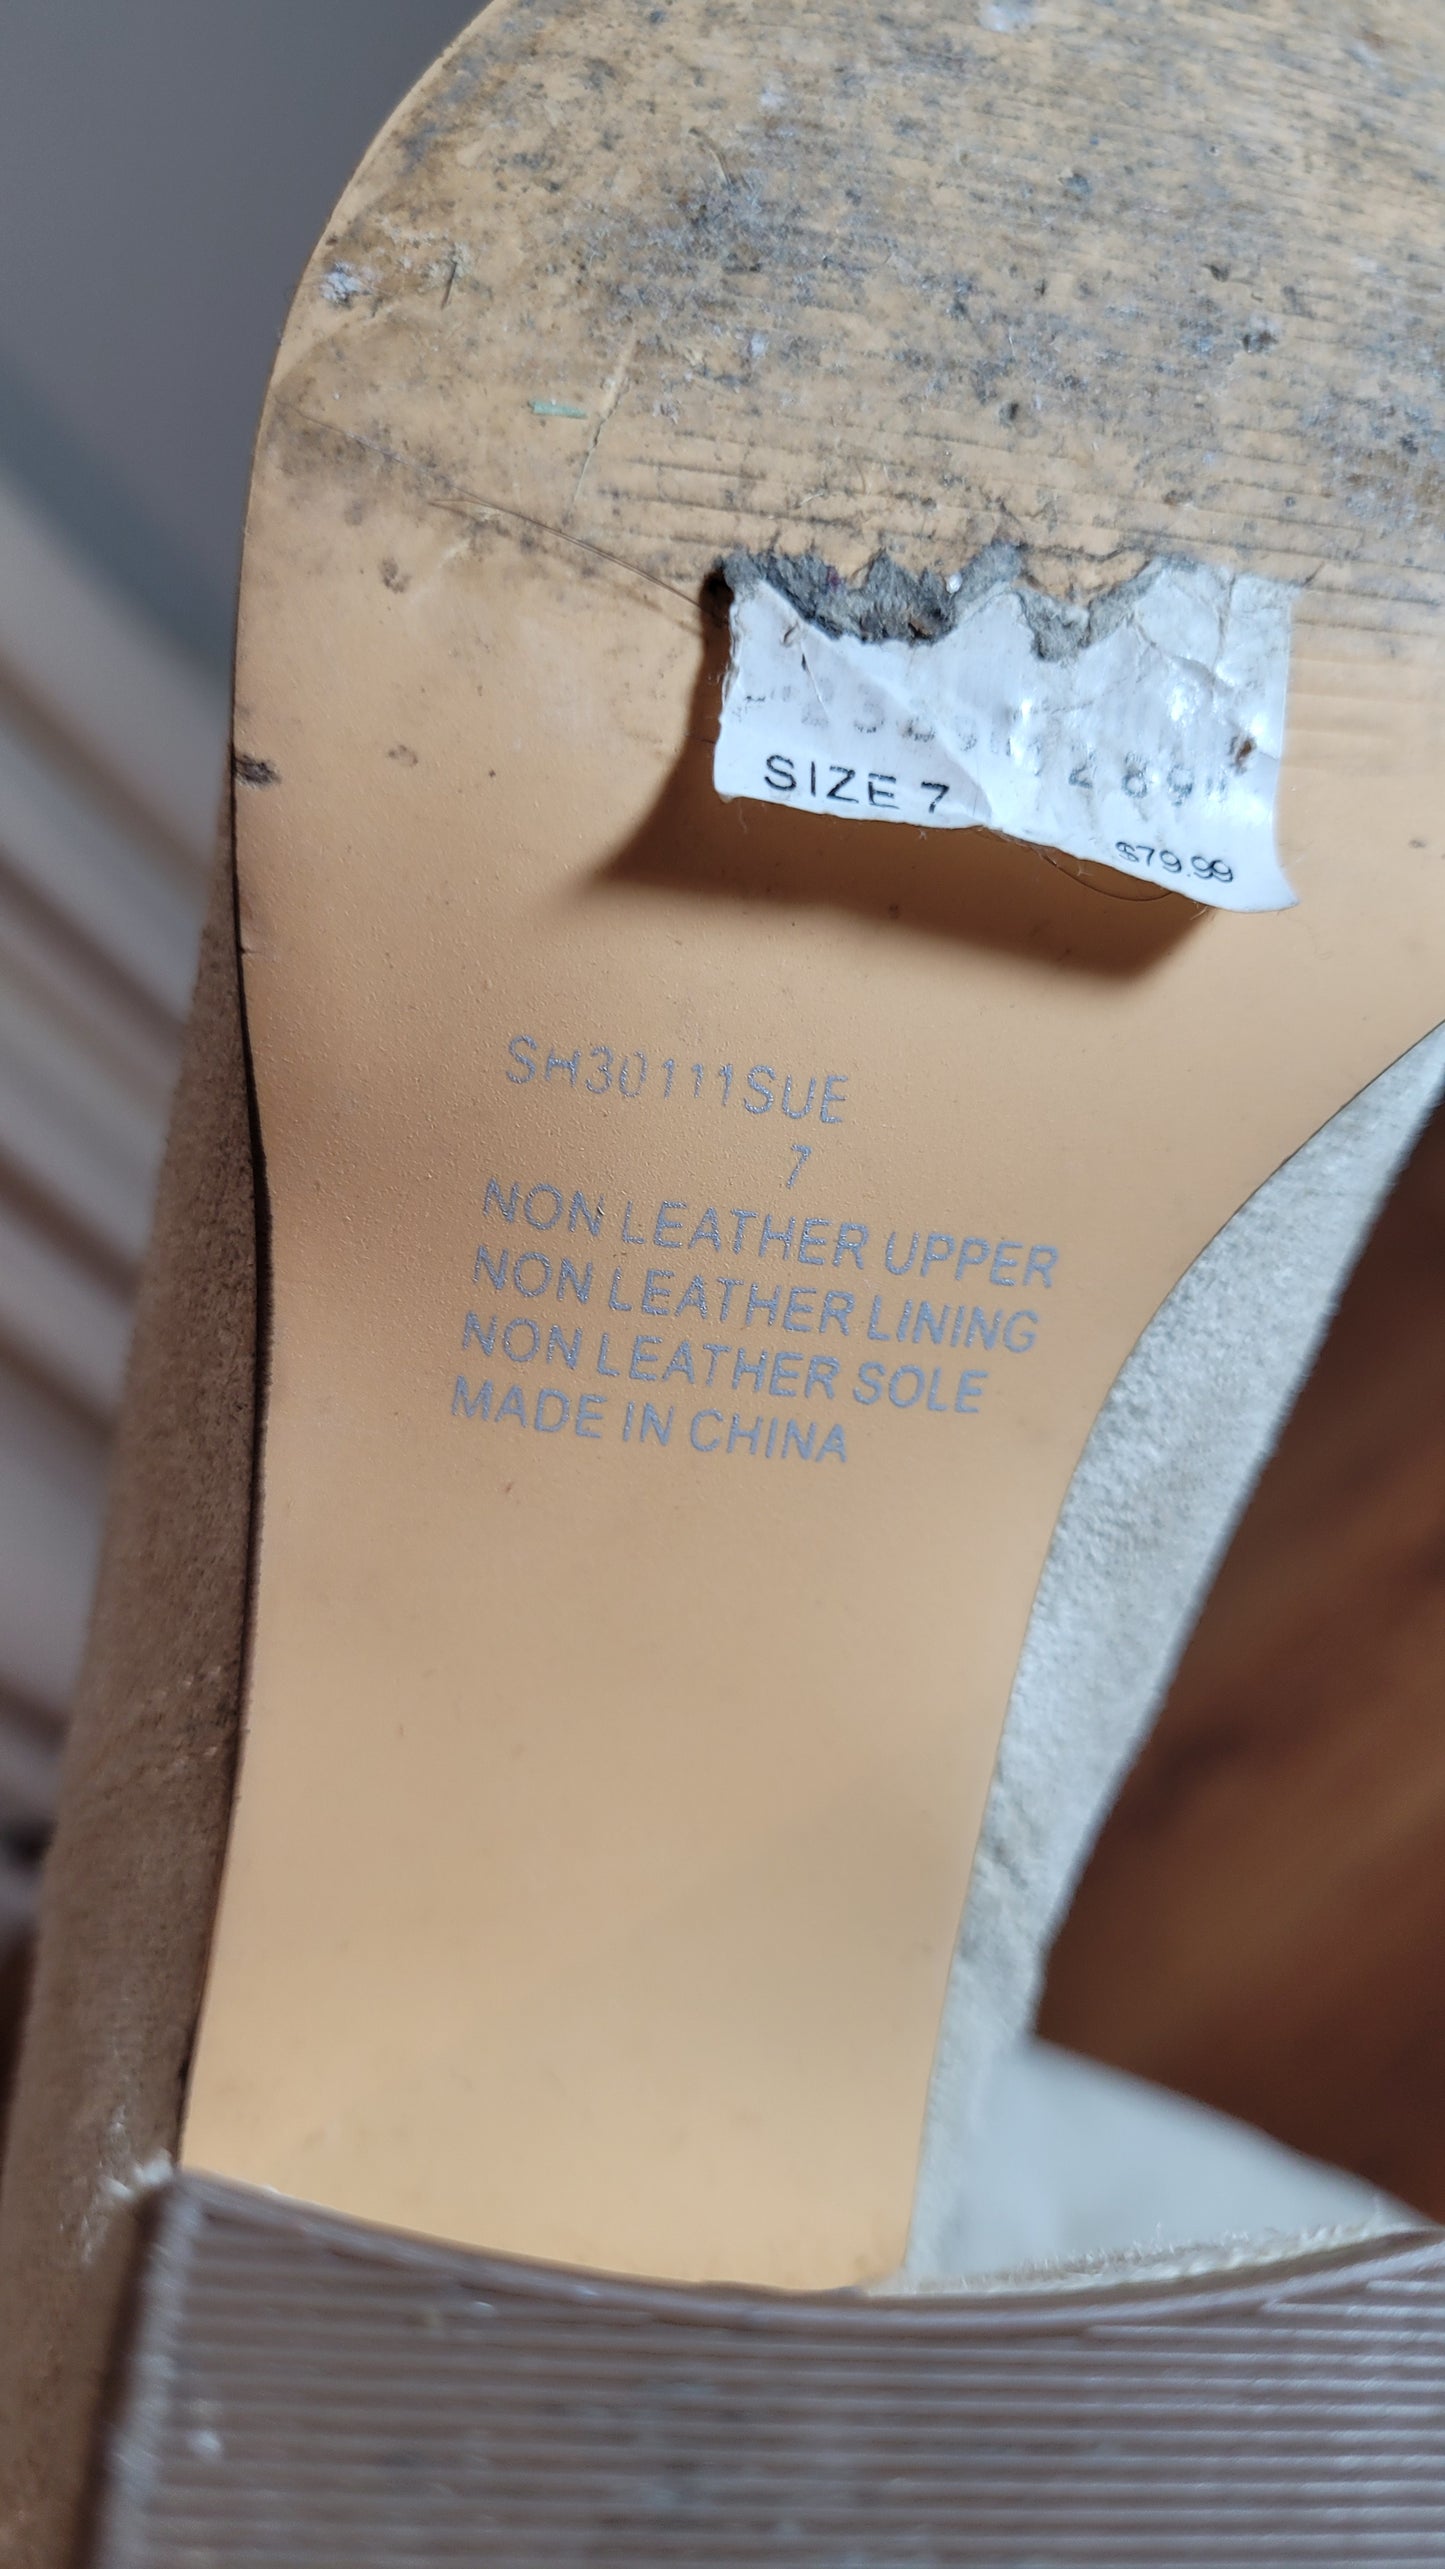 SIZE 7
$79.99
SH30111SUE
7
NON LEATHER UPPER
NON LEATHER LINING
NON LEATHER SOLE
MADE IN CHINA